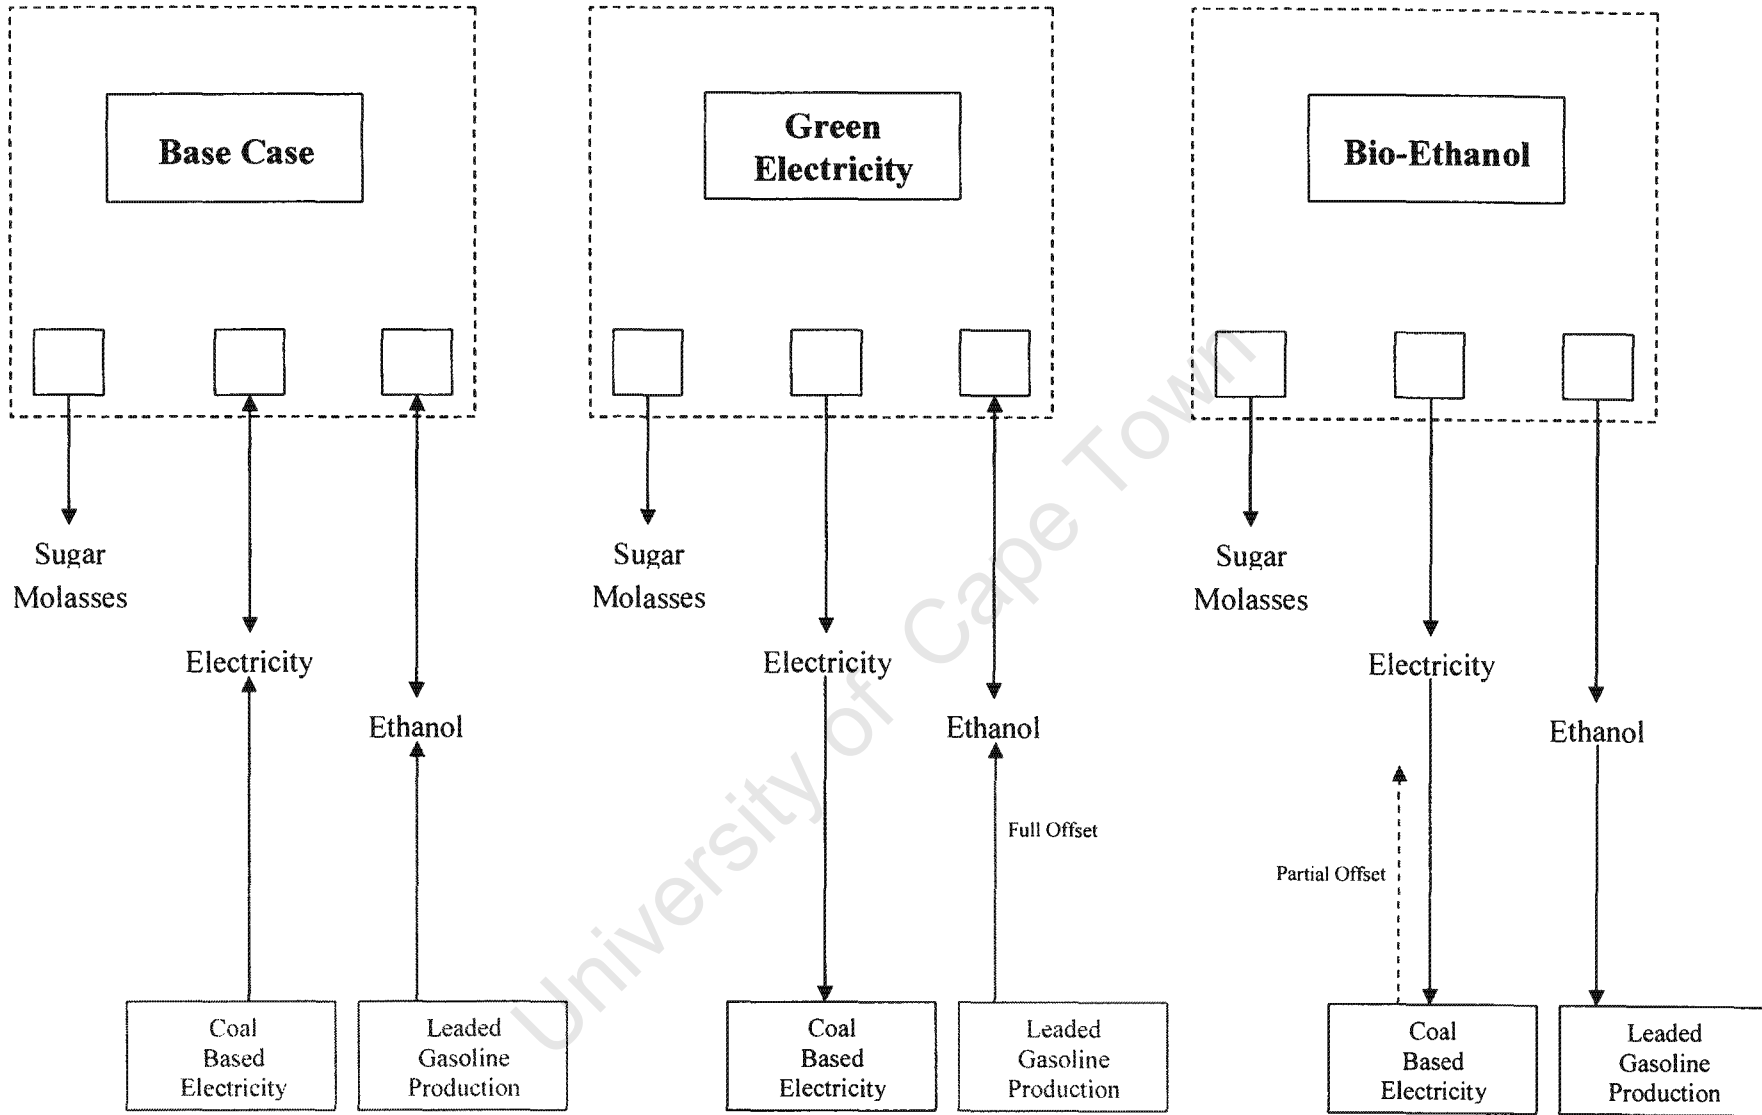 Base Case
Green
Electricity
Bio-Ethanol
Sugar
Molasses
Electricity
Ethanol
Sugar
Molasses
Electricity
Ethanol
Sugar
Molasses
Electricity
Ethanol
Full Offset
Partial Offset
Coal
Based
Electricity
Leaded
Gasoline
Production
Coal
Based
Electricity
Leaded
Gasoline
Production
Coal
Based
Electricity
Leaded
Gasoline
Production
University of Cape Town